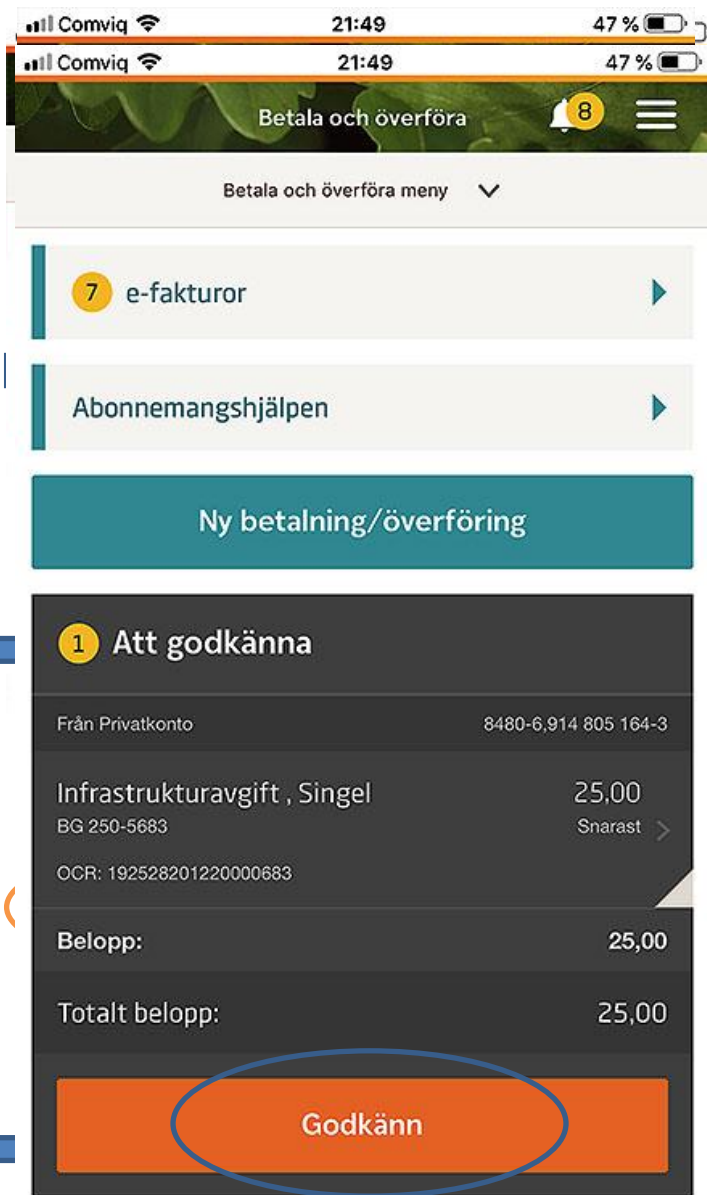 Comviq 21:49 47 %
Comviq 21:49 47 %
Betala och överföra 8
Betala och överföra meny
7 e-fakturor
Abonnemangshjälpen
Ny betalning/överföring
1 Att godkänna
Från Privatkonto 8480-6,914 805 164-3
Infrastrukturavgift , Singel 25,00
BG 250-5683 Snarast
OCR: 192528201220000683
Belopp: 25,00
Totalt belopp: 25,00
Godkänn